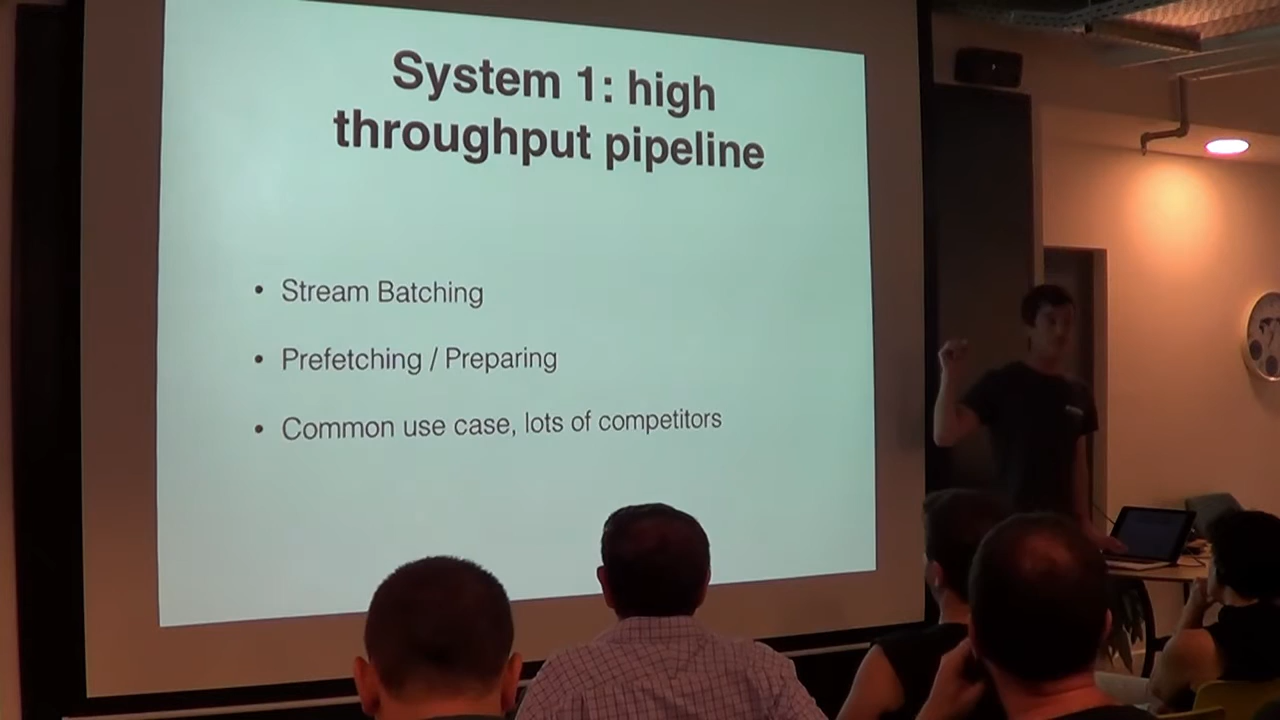 System 1: high
throughput pipeline
• Stream Batching
• Prefetching / Preparing
• Common use case, lots of competitors